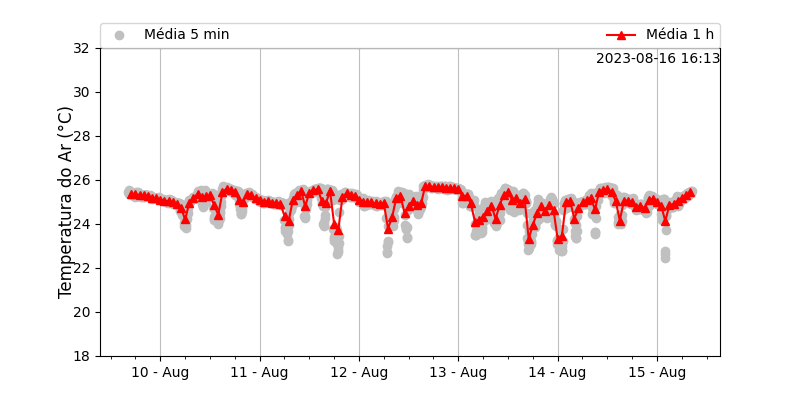 Média 5 min
Média 1 h
2023-08-16 16:13
Temperatura do Ar (°C)
32
30
28
26
24
22
20
18
10 - Aug
11 - Aug
12 - Aug
13 - Aug
14 - Aug
15 - Aug